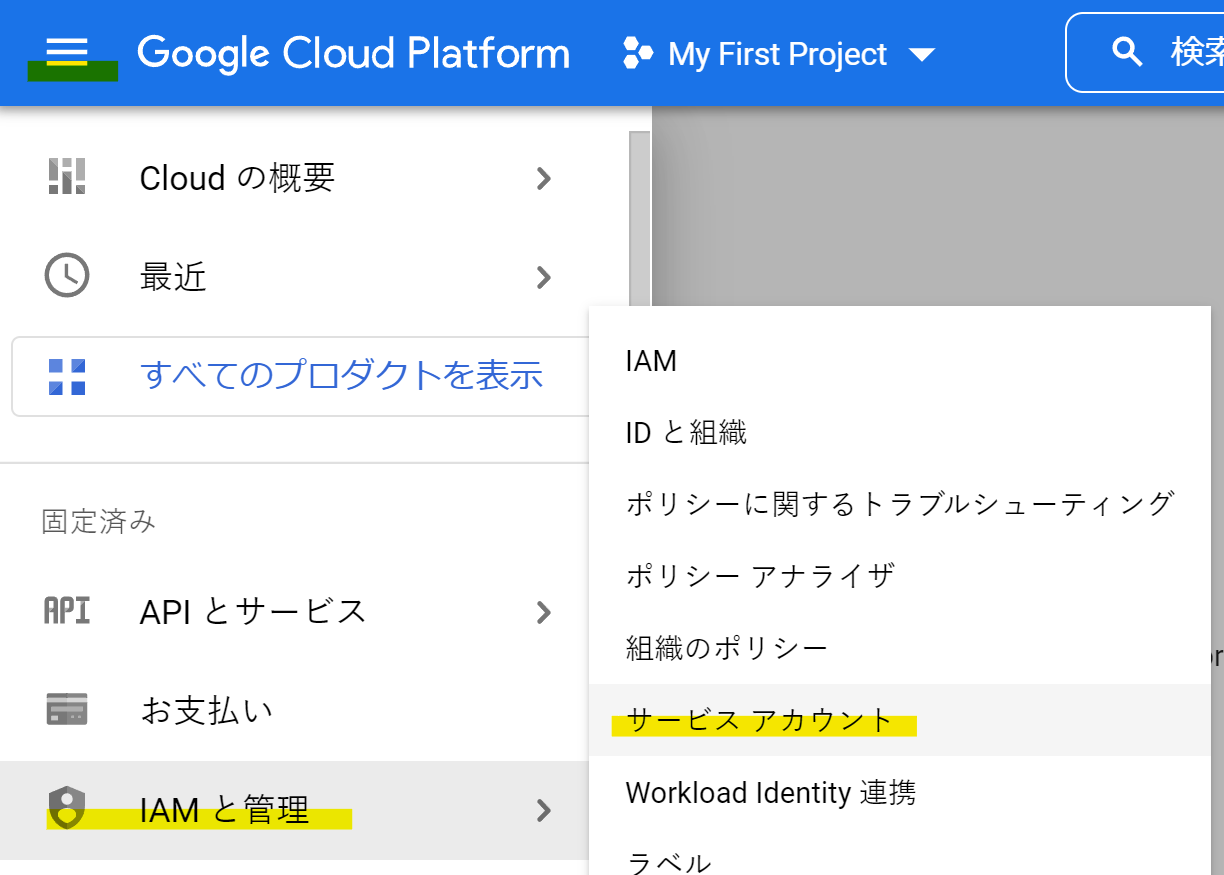 Google Cloud Platform My First Project 検索
Cloud の概要
最近
すべてのプロダクトを表示
固定済み
API API とサービス
お支払い
IAM と管理
IAM
ID と組織
ポリシーに関するトラブルシューティング
ポリシー アナライザ
組織のポリシー
サービス アカウント
Workload Identity 連携
ラベル